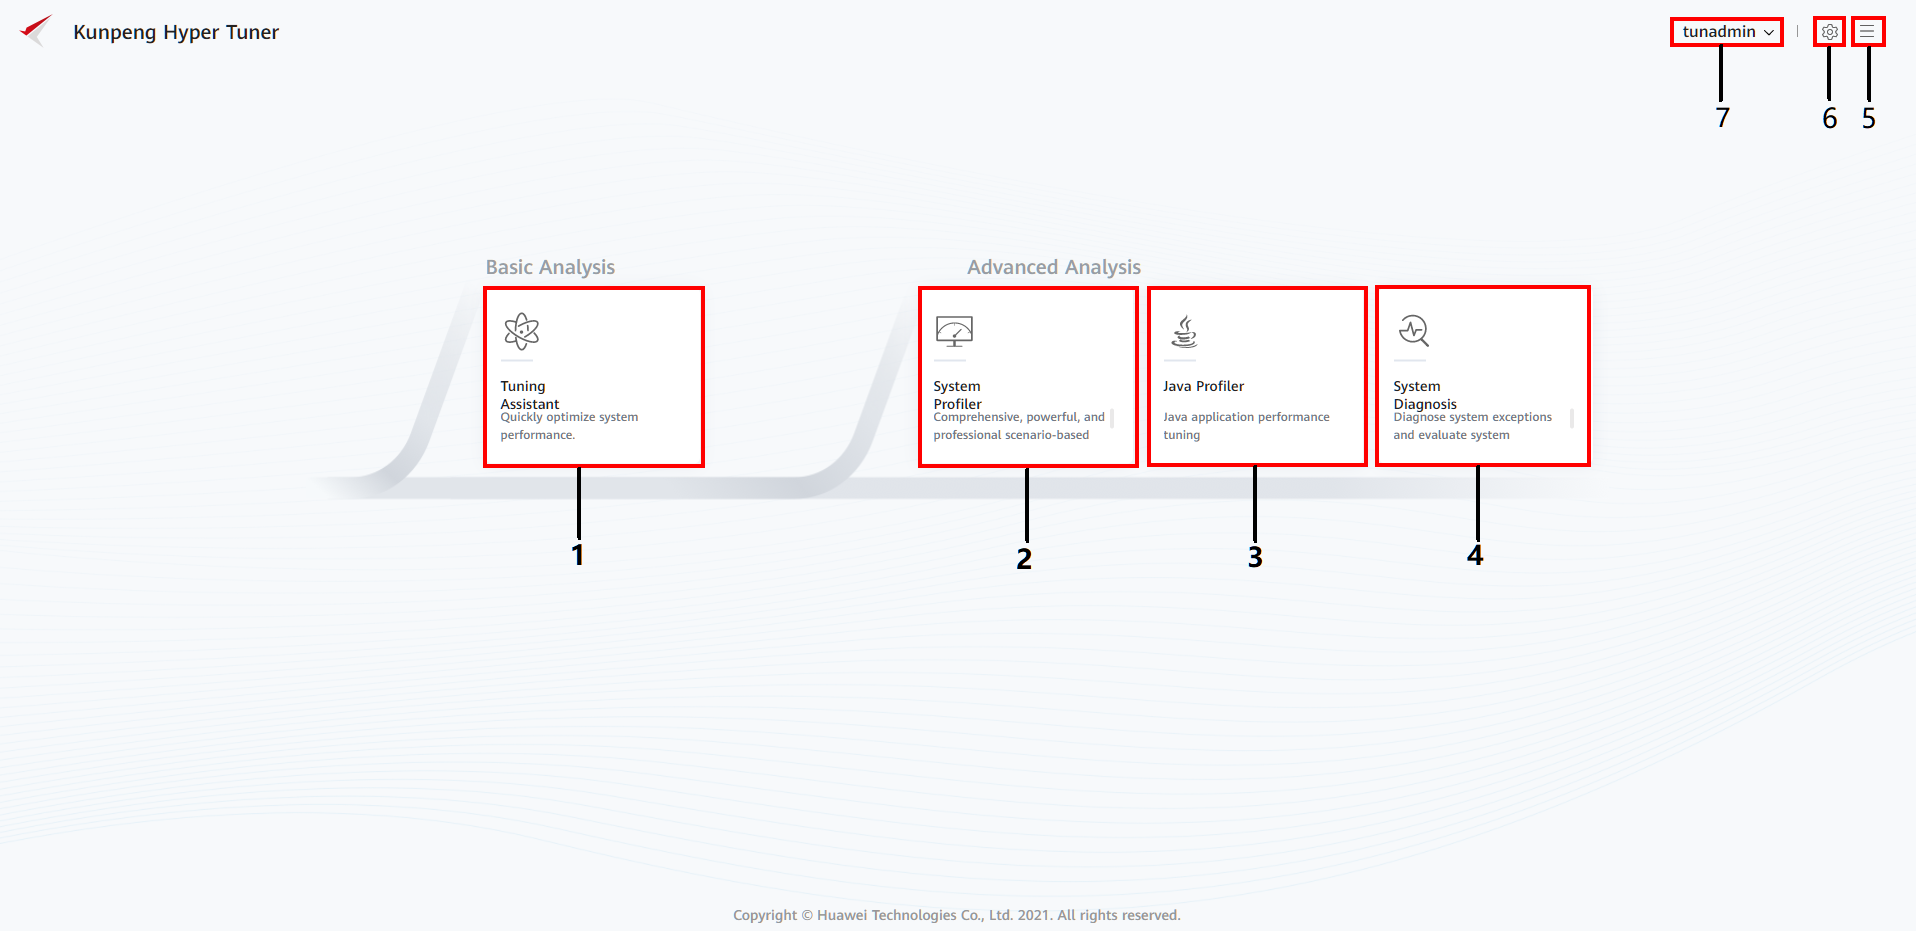 Kunpeng Hyper Tuner
tunadmin
7
6
5
Basic Analysis
Advanced Analysis
Tuning
Assistant
Quickly optimize system
performance.
System
Profiler
Comprehensive, powerful, and
professional scenario-based
Java Profiler
Java application performance
tuning
System
Diagnosis
Diagnose system exceptions
and evaluate system
1
2
3
4
Copyright © Huawei Technologies Co., Ltd. 2021. All rights reserved.